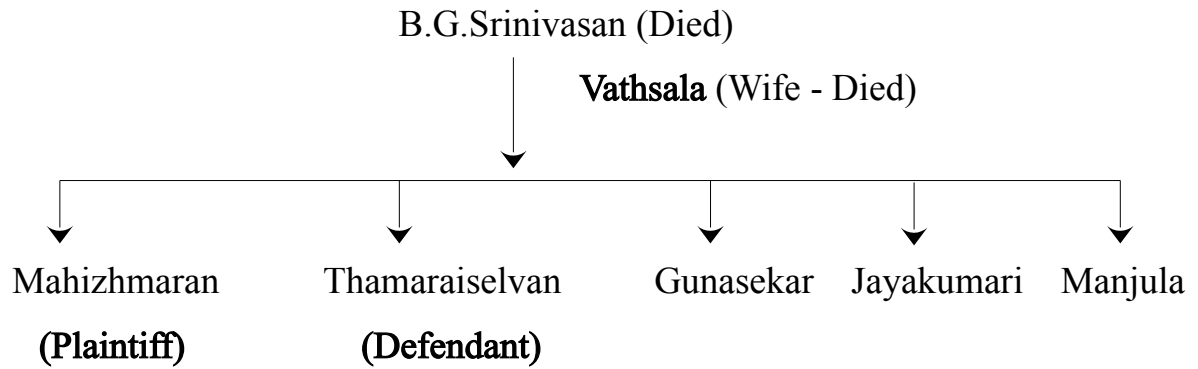 B.G.Srinivasan (Died)
Vathsala (Wife - Died)
Mahizhmaran Thamaraiselvan Gunasekar Jayakumari Manjula
(Plaintiff) (Defendant)